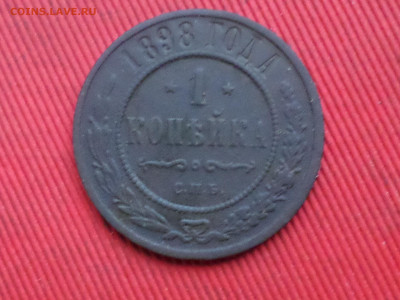 COINS.LAVE.RU
1898 ГОДА
* 1 *
КОПѢЙКА
С.П.Б.